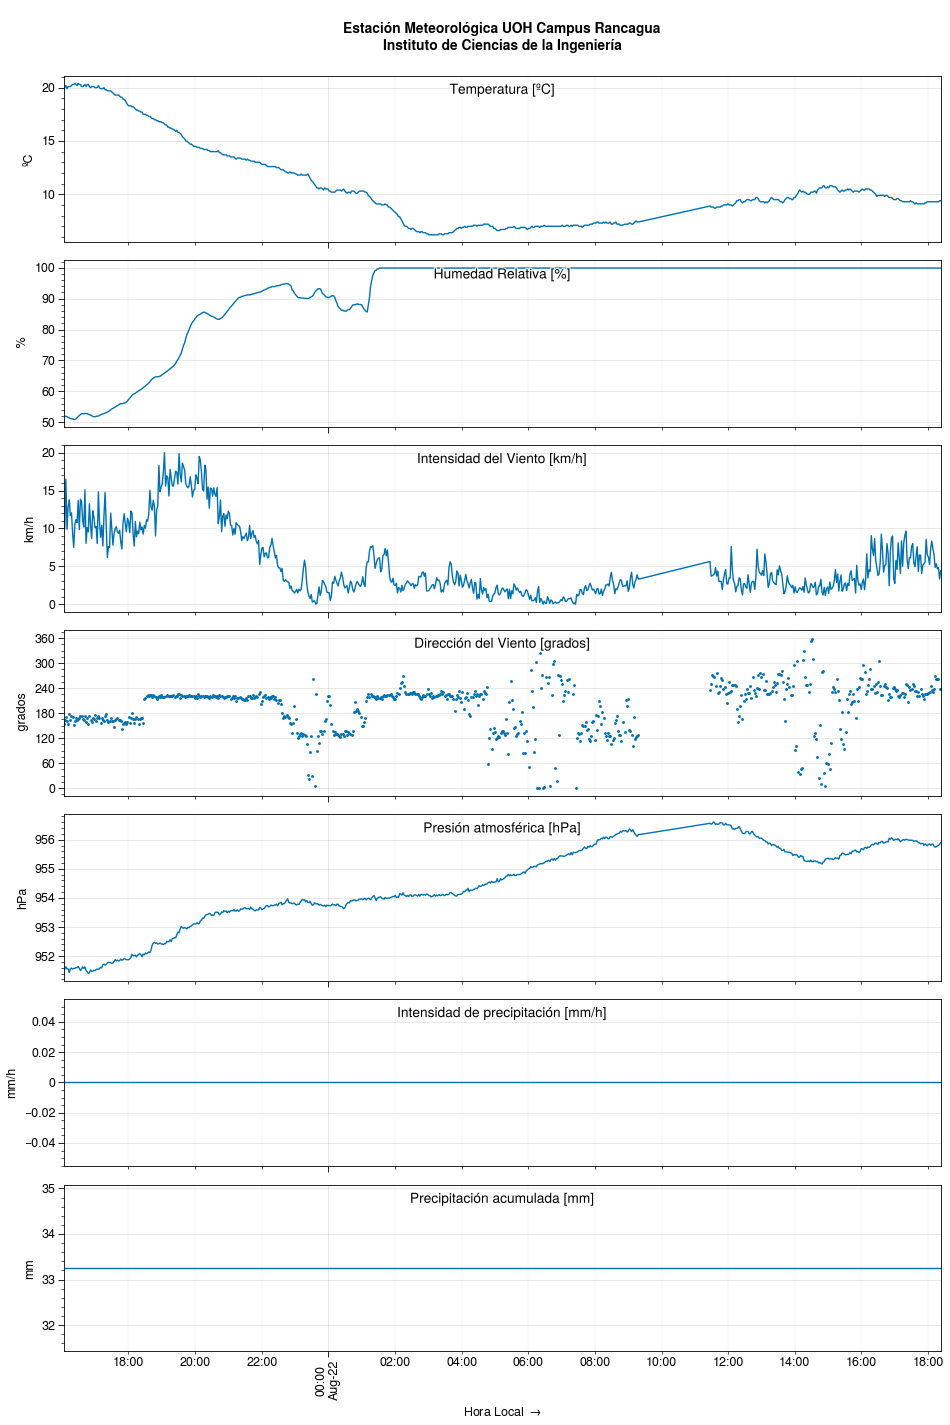 Estación Meteorológica UOH Campus Rancagua
Instituto de Ciencias de la Ingeniería
Temperatura [ºC]
ºC
20
15
10
Humedad Relativa [%]
%
100
90
80
70
60
50
Intensidad del Viento [km/h]
km/h
20
15
10
5
0
Dirección del Viento [grados]
grados
360
300
240
180
120
60
0
Presión atmosférica [hPa]
hPa
956
955
954
953
952
Intensidad de precipitación [mm/h]
mm/h
0.04
0.02
0
−0.02
−0.04
Precipitación acumulada [mm]
mm
35
34
33
32
18:00 20:00 22:00 00:00 02:00 04:00 06:00 08:00 10:00 12:00 14:00 16:00 18:00
Aug-22
Hora Local →